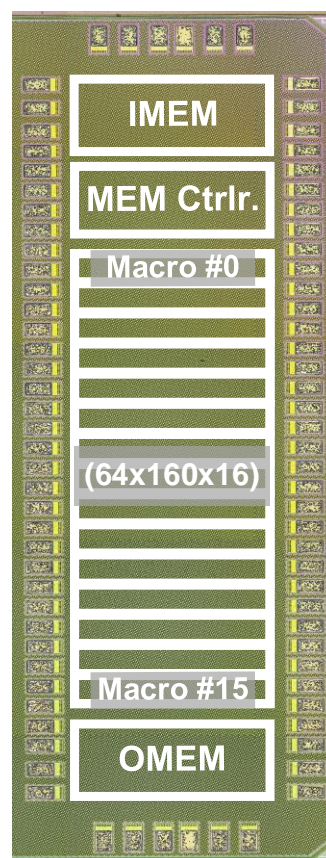 IMEM
MEM Ctrlr.
Macro #0
(64x160x16)
Macro #15
OMEM